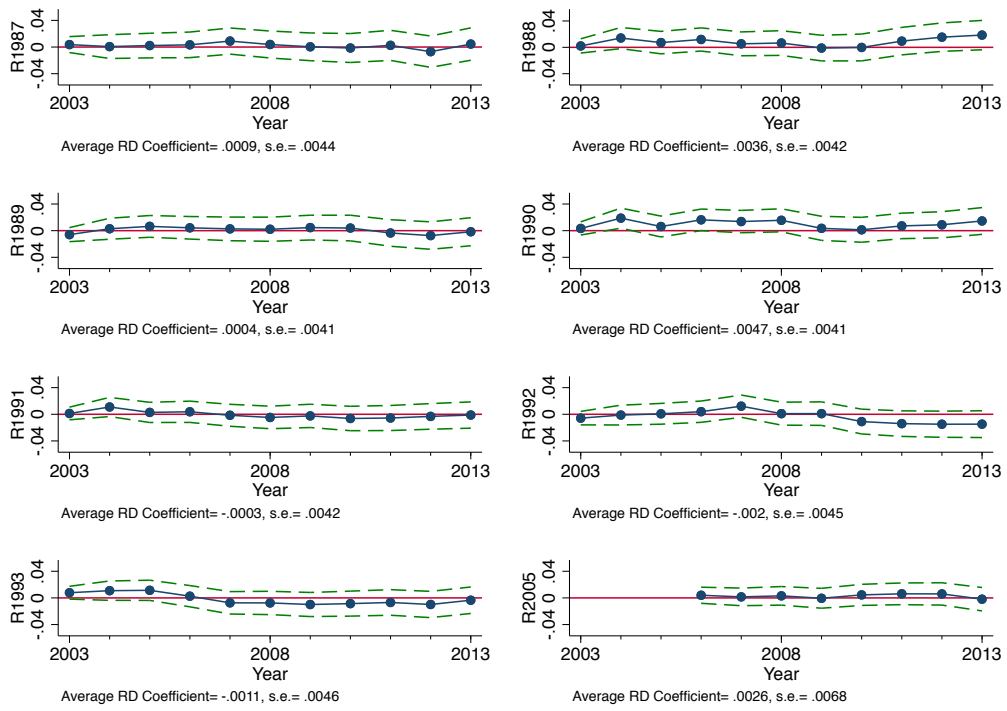 R1987
.04
0
-.04
2003 2008 2013
Year
Average RD Coefficient= .0009, s.e.= .0044
R1988
.04
0
-.04
2003 2008 2013
Year
Average RD Coefficient= .0036, s.e.= .0042
R1989
.04
0
-.04
2003 2008 2013
Year
Average RD Coefficient= .0004, s.e.= .0041
R1990
.04
0
-.04
2003 2008 2013
Year
Average RD Coefficient= .0047, s.e.= .0041
R1991
.04
0
-.04
2003 2008 2013
Year
Average RD Coefficient= -.0003, s.e.= .0042
R1992
.04
0
-.04
2003 2008 2013
Year
Average RD Coefficient= -.002, s.e.= .0045
R1993
.04
0
-.04
2003 2008 2013
Year
Average RD Coefficient= -.0011, s.e.= .0046
R2005
.04
0
-.04
2003 2008 2013
Year
Average RD Coefficient= .0026, s.e.= .0068